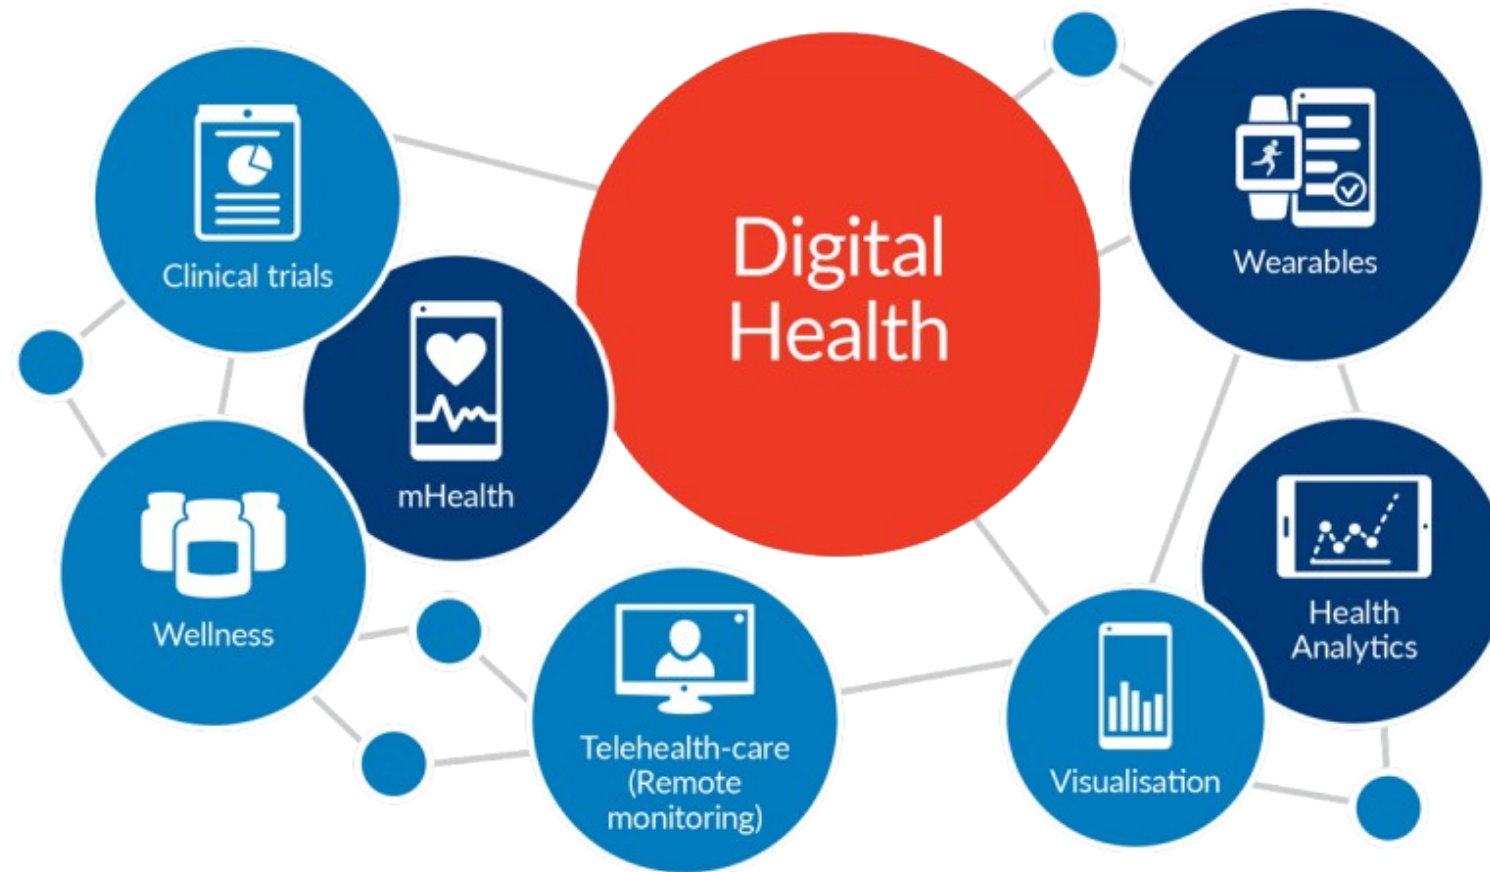 Digital
Health
Clinical trials
Wearables
mHealth
Wellness
Health
Analytics
Telehealth-care
(Remote
monitoring)
Visualisation